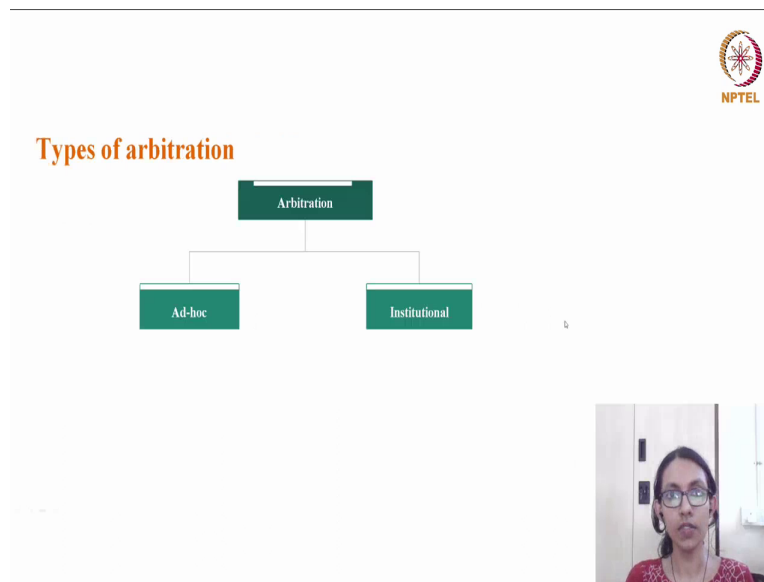 NPTEL
Types of arbitration
Arbitration
Ad-hoc
Institutional